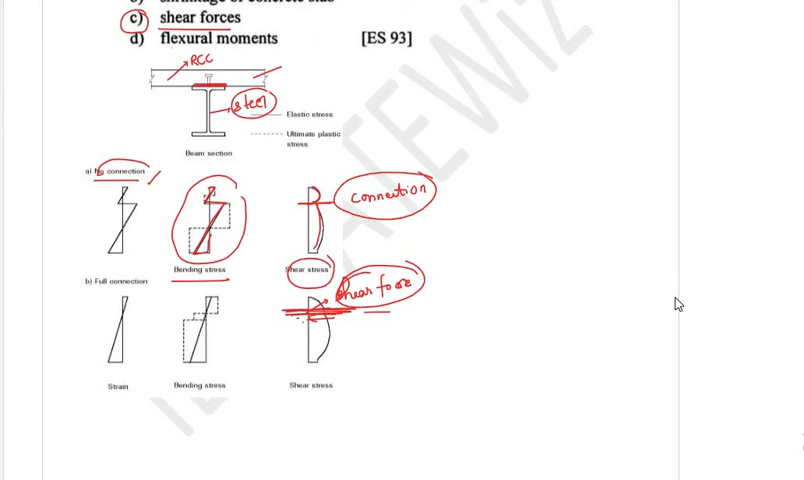 c) shear forces
d) flexural moments [ES 93]
RCC
steel
Elastic stress
Ultimate plastic
stress
Beam section
a) No connection
connection
Bending stress
Shear stress
b) Full connection
shear force
Strain
Bending stress
Shear stress